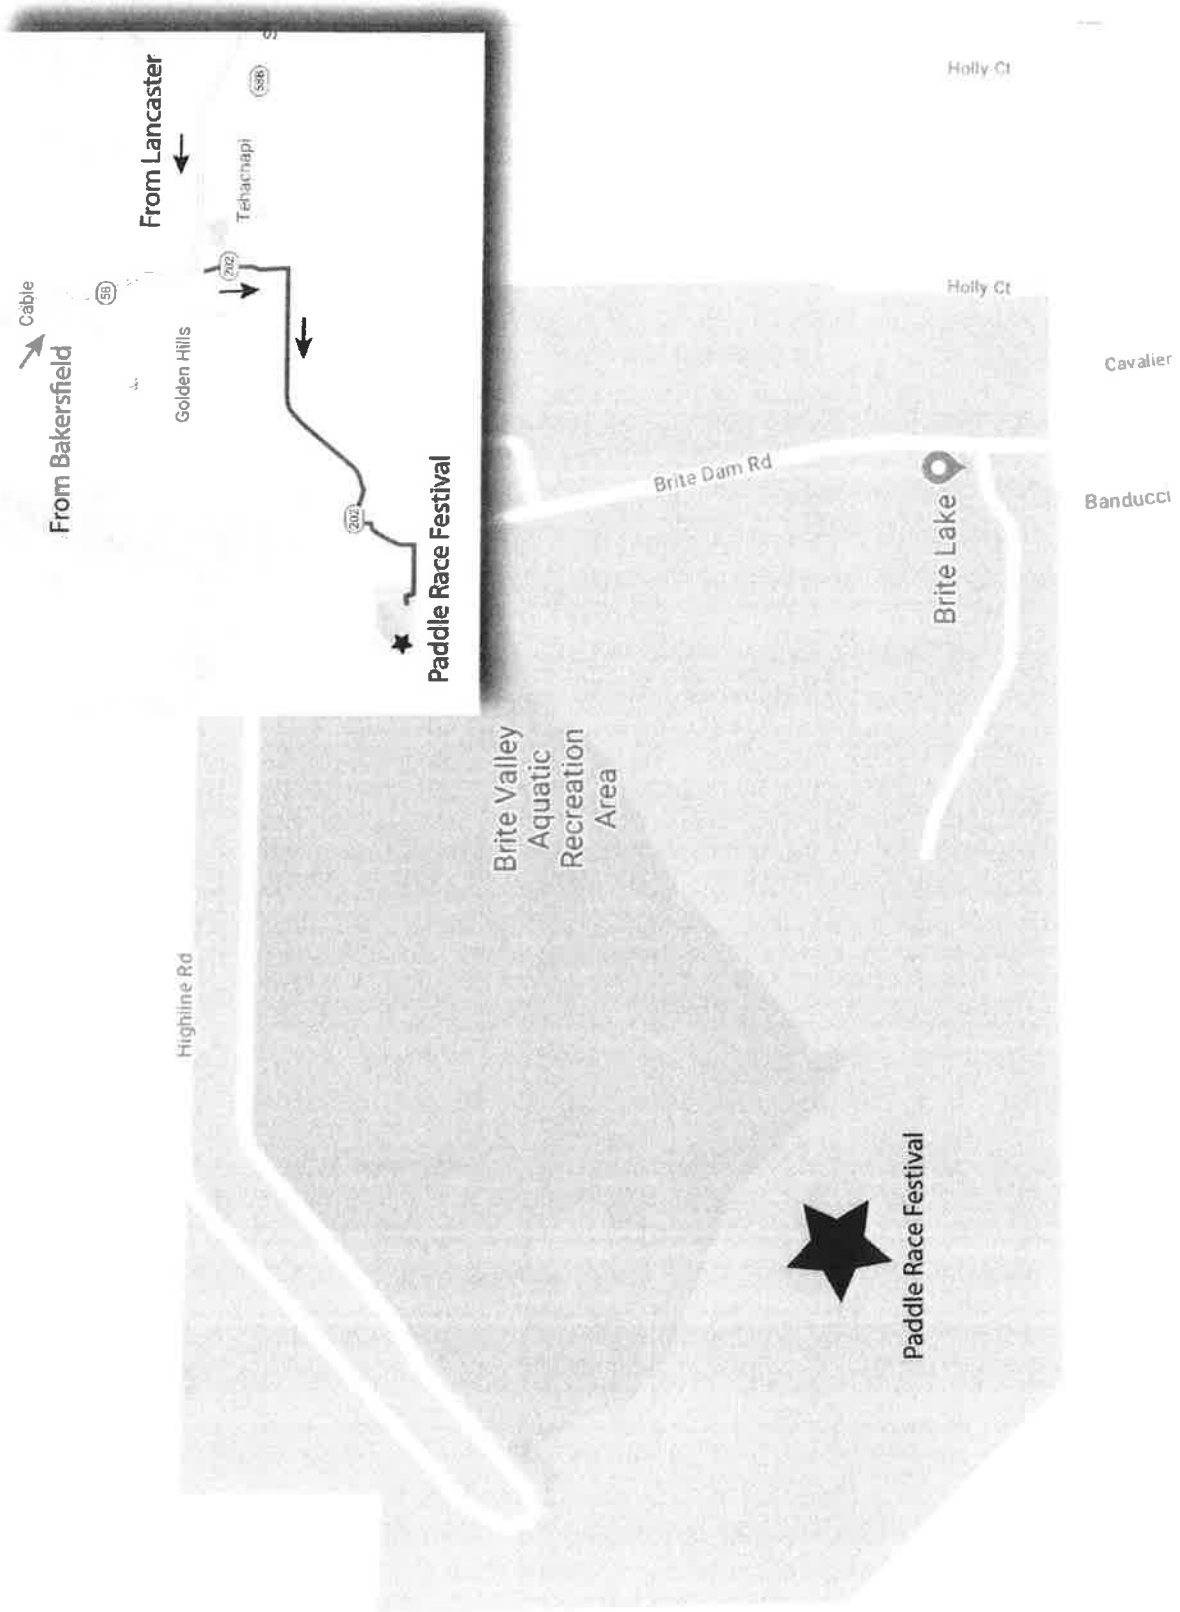 Cable
From Bakersfield
58
From Lancaster
Golden Hills
202
Tehachapi
58B
S
202
Paddle Race Festival
Highline Rd
Brite Valley
Aquatic
Recreation
Area
Brite Dam Rd
Brite Lake
Paddle Race Festival
Holly Ct
Holly Ct
Cavalier
Banducci